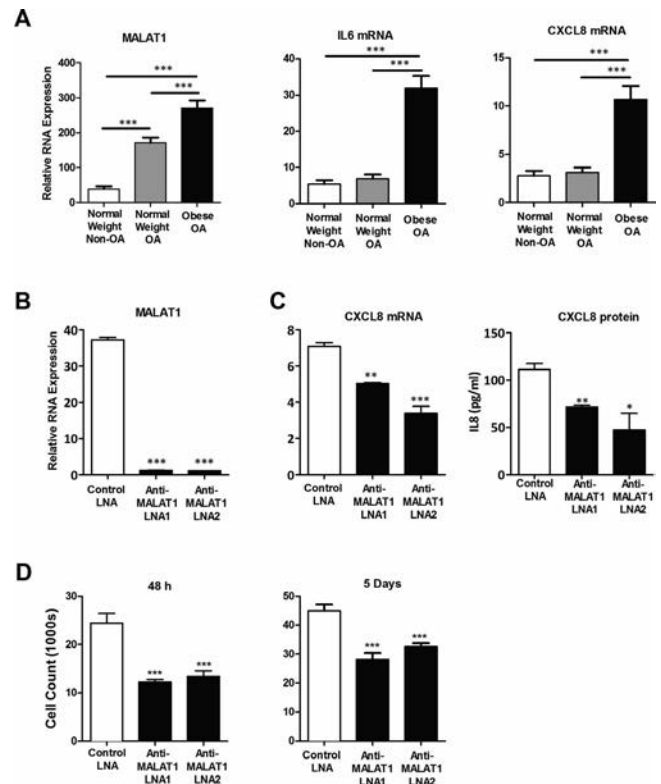 A
MALAT1
Relative RNA Expression
400
300
200
100
0
***
***
***
Normal
Weight
Non-OA
Normal
Weight
OA
Obese
OA
IL6 mRNA
40
30
20
10
0
***
***
Normal
Weight
Non-OA
Normal
Weight
OA
Obese
OA
CXCL8 mRNA
15
10
5
0
***
***
Normal
Weight
Non-OA
Normal
Weight
OA
Obese
OA
B
MALAT1
Relative RNA Expression
40
30
20
10
0
***
***
Control
LNA
Anti-
MALAT1
LNA1
Anti-
MALAT1
LNA2
C
CXCL8 mRNA
8
6
4
2
0
**
***
Control
LNA
Anti-
MALAT1
LNA1
Anti-
MALAT1
LNA2
CXCL8 protein
IL8 (pg/ml)
150
100
50
0
**
*
Control
LNA
Anti-
MALAT1
LNA1
Anti-
MALAT1
LNA2
D
48 h
Cell Count (1000s)
30
20
10
0
***
***
Control
LNA
Anti-
MALAT1
LNA1
Anti-
MALAT1
LNA2
5 Days
50
40
30
20
10
0
***
***
Control
LNA
Anti-
MALAT1
LNA1
Anti-
MALAT1
LNA2